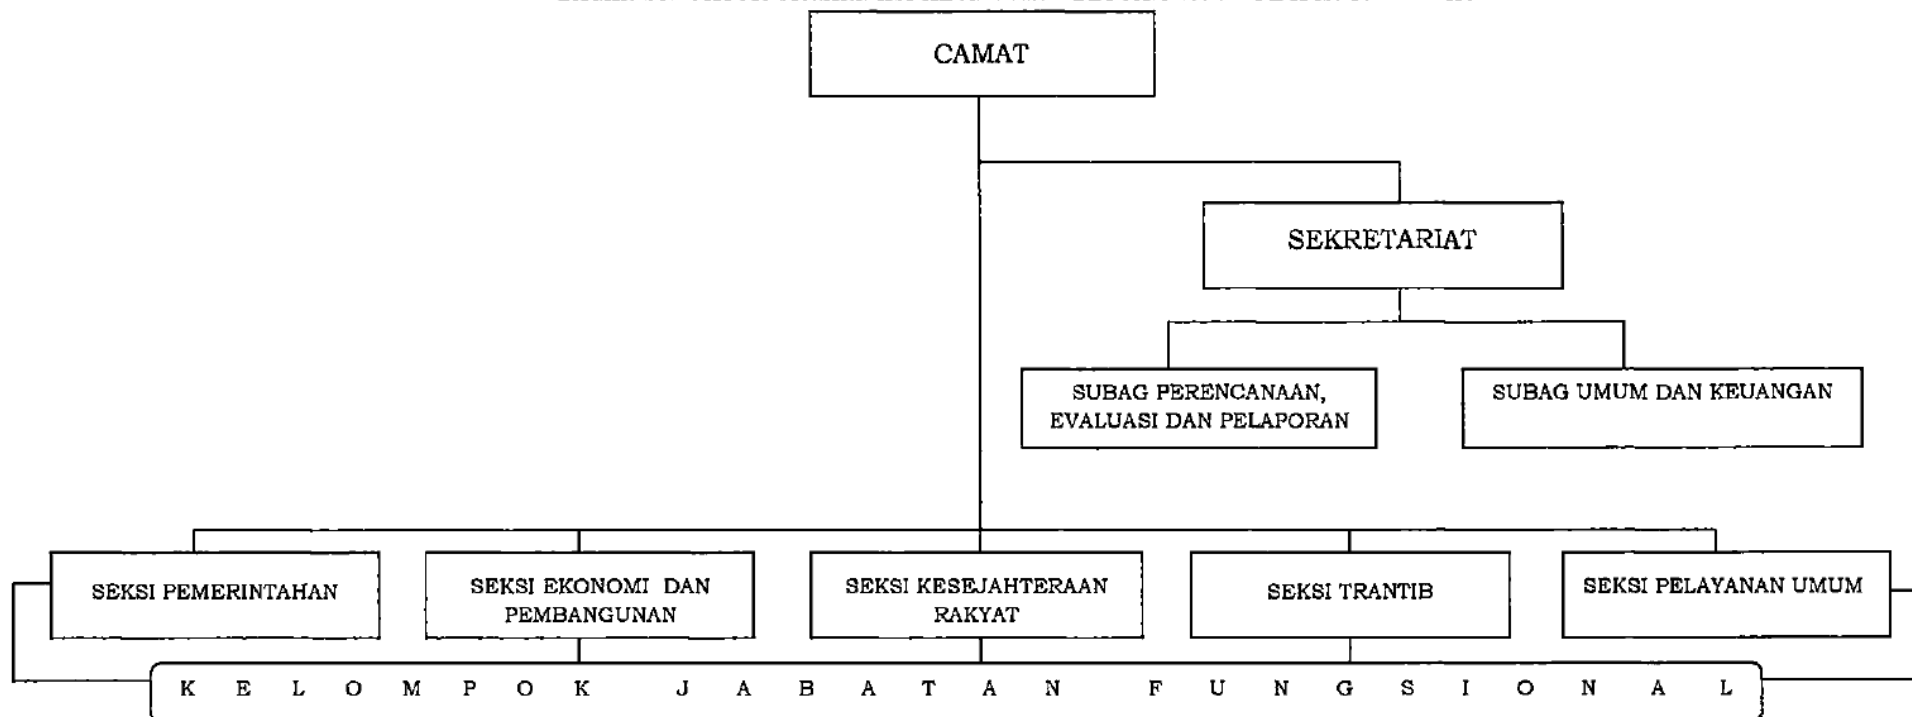 CAMAT
SEKRETARIAT
SUBAG PERENCANAAN,
EVALUASI DAN PELAPORAN
SUBAG UMUM DAN KEUANGAN
SEKSI PEMERINTAHAN
SEKSI EKONOMI DAN
PEMBANGUNAN
SEKSI KESEJAHTERAAN
RAKYAT
SEKSI TRANTIB
SEKSI PELAYANAN UMUM
K E L O M P O K J A B A T A N F U N G S I O N A L